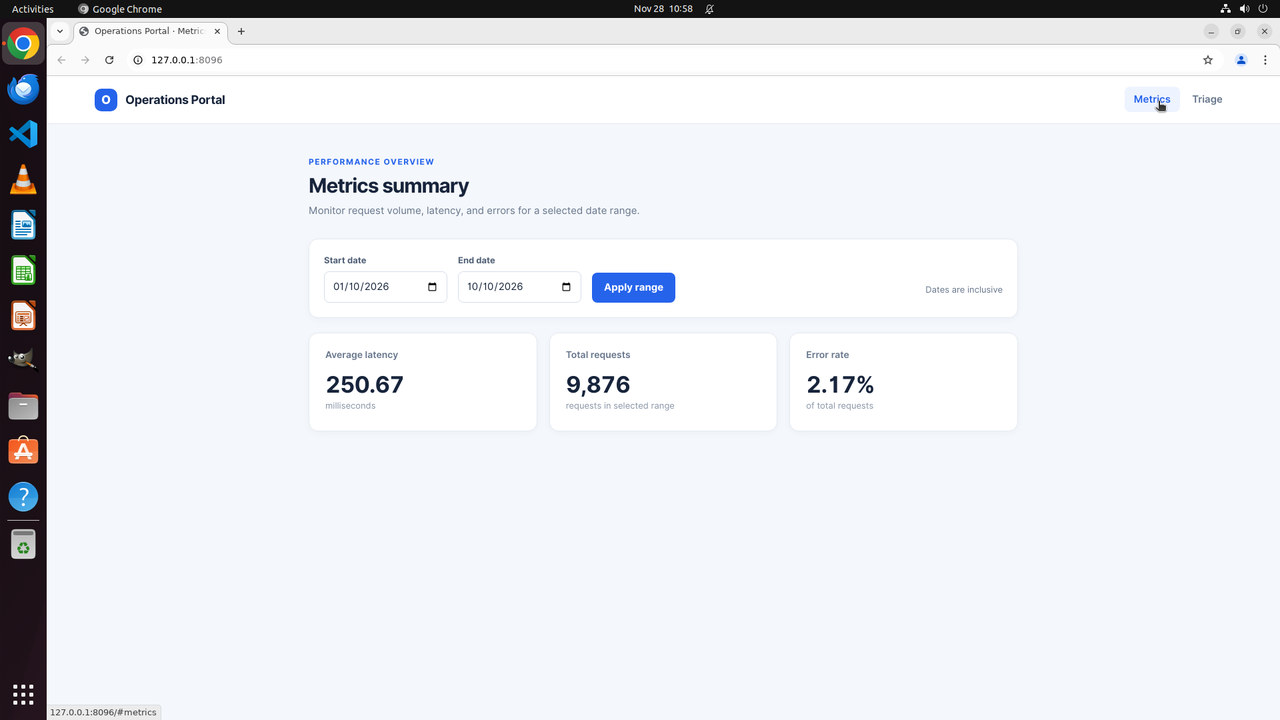 Activities
Google Chrome
Nov 28 10:58
Operations Portal · Metric
127.0.0.1:8096
O
Operations Portal
Metrics
Triage
PERFORMANCE OVERVIEW
Metrics summary
Monitor request volume, latency, and errors for a selected date range.
Start date
End date
01/10/2026
10/10/2026
Apply range
Dates are inclusive
Average latency
250.67
milliseconds
Total requests
9,876
requests in selected range
Error rate
2.17%
of total requests
127.0.0.1:8096/#metrics